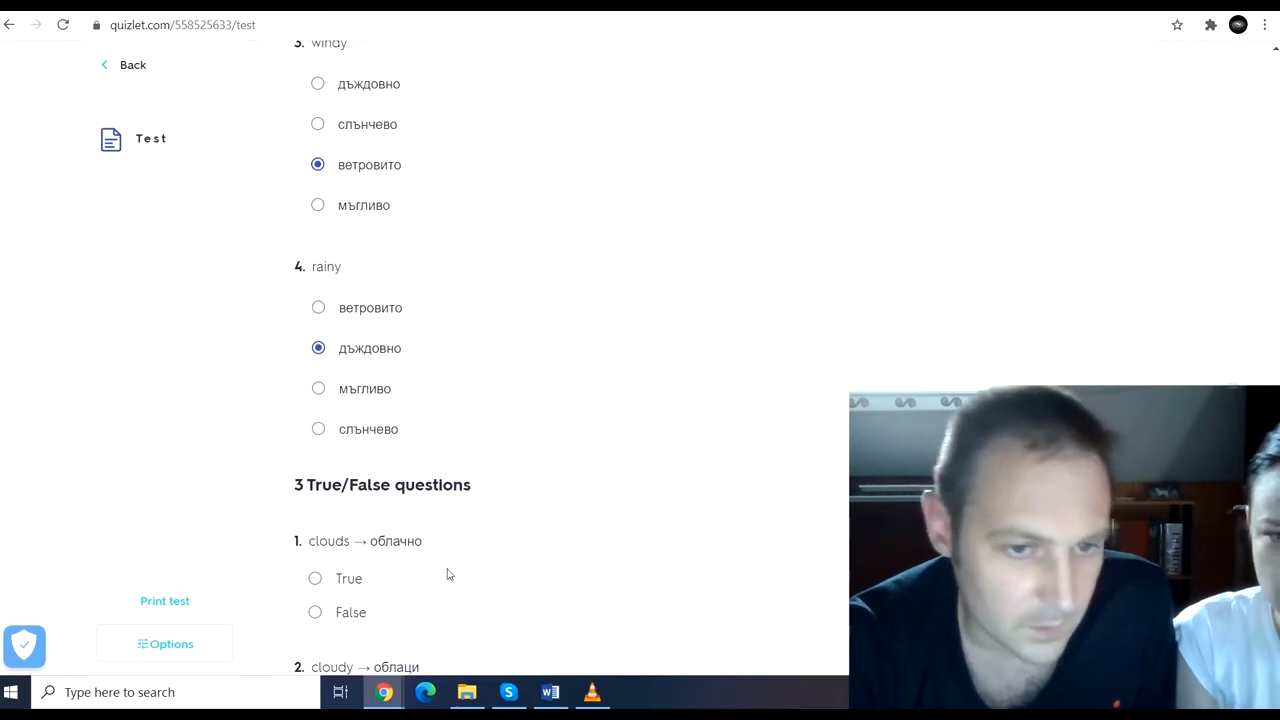 quizlet.com/558525633/test
3. windy
Back
дъждовно
Test
слънчево
ветровито
мъгливо
4. rainy
ветровито
дъждовно
мъгливо
слънчево
3 True/False questions
1. clouds → облачно
True
False
Print test
Options
2. cloudy → облаци
Type here to search